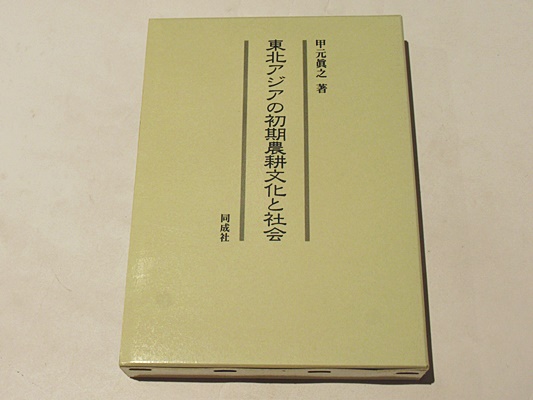 甲元眞之 著
東北アジアの初期農耕文化と社会
同成社